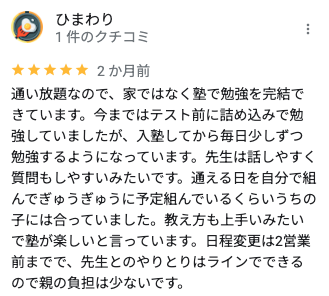 ひまわり
1 件のクチコミ
2 か月前
通い放題なので、家ではなく塾で勉強を完結で
きています。今まではテスト前に詰め込みで勉
強していましたが、入塾してから毎日少しずつ
勉強するようになっています。先生は話しやすく
質問もしやすいみたいです。通える日を自分で組
んでぎゅうぎゅうに予定組んでいるくらいうちの
子には合っていました。教え方も上手いみたい
で塾が楽しいと言っています。日程変更は2営業
前までで、先生とのやりとりはラインでできる
ので親の負担は少ないです。